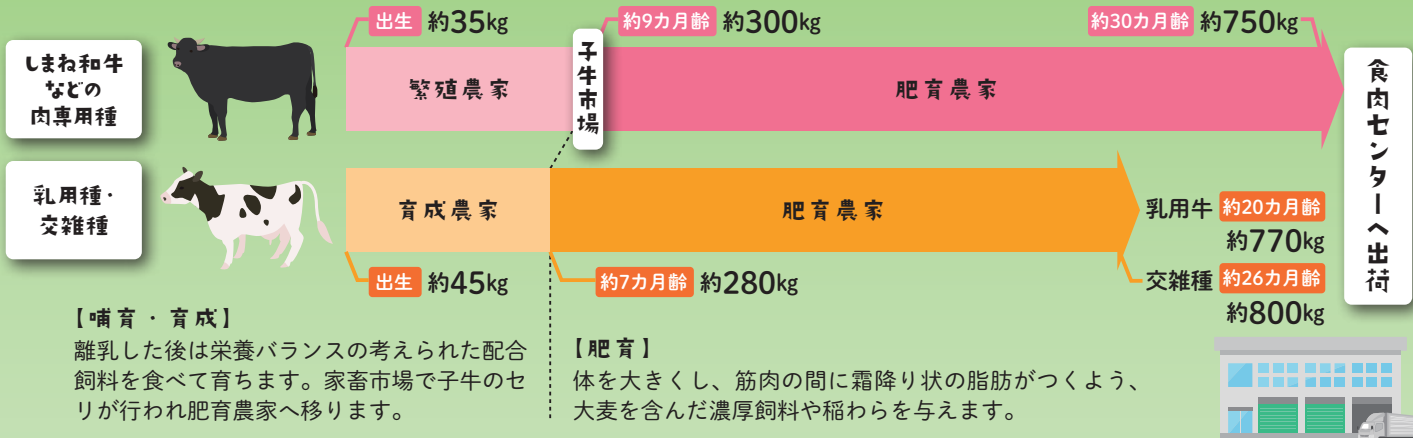 出生 約35kg
約9カ月齢 約300kg
約30カ月齢 約750kg
しまね和牛
などの
肉専用種
繁殖農家
子牛市場
肥育農家
食肉センターへ出荷
乳用種・
交雑種
育成農家
肥育農家
乳用牛 約20カ月齢
約770kg
出生 約45kg
約7カ月齢 約280kg
交雑種 約26カ月齢
約800kg
【哺育・育成】
離乳した後は栄養バランスの考えられた配合
飼料を食べて育ちます。家畜市場で子牛のセ
リが行われ肥育農家へ移ります。
【肥育】
体を大きくし、筋肉の間に霜降り状の脂肪がつくよう、
大麦を含んだ濃厚飼料や稲わらを与えます。